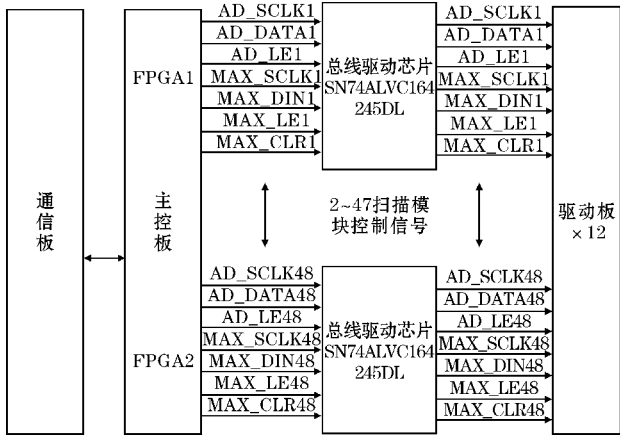 通信板
主控板
FPGA1
FPGA2
AD_SCLK1
AD_DATA1
AD_LE1
MAX_SCLK1
MAX_DIN1
MAX_LE1
MAX_CLR1
总线驱动芯片
SN74ALVC164
245DL
AD_SCLK1
AD_DATA1
AD_LE1
MAX_SCLK1
MAX_DIN1
MAX_LE1
MAX_CLR1
2~47扫描模
块控制信号
驱动板
×12
AD_SCLK48
AD_DATA48
AD_LE48
MAX_SCLK48
MAX_DIN48
MAX_LE48
MAX_CLR48
总线驱动芯片
SN74ALVC164
245DL
AD_SCLK48
AD_DATA48
AD_LE48
MAX_SCLK48
MAX_DIN48
MAX_LE48
MAX_CLR48